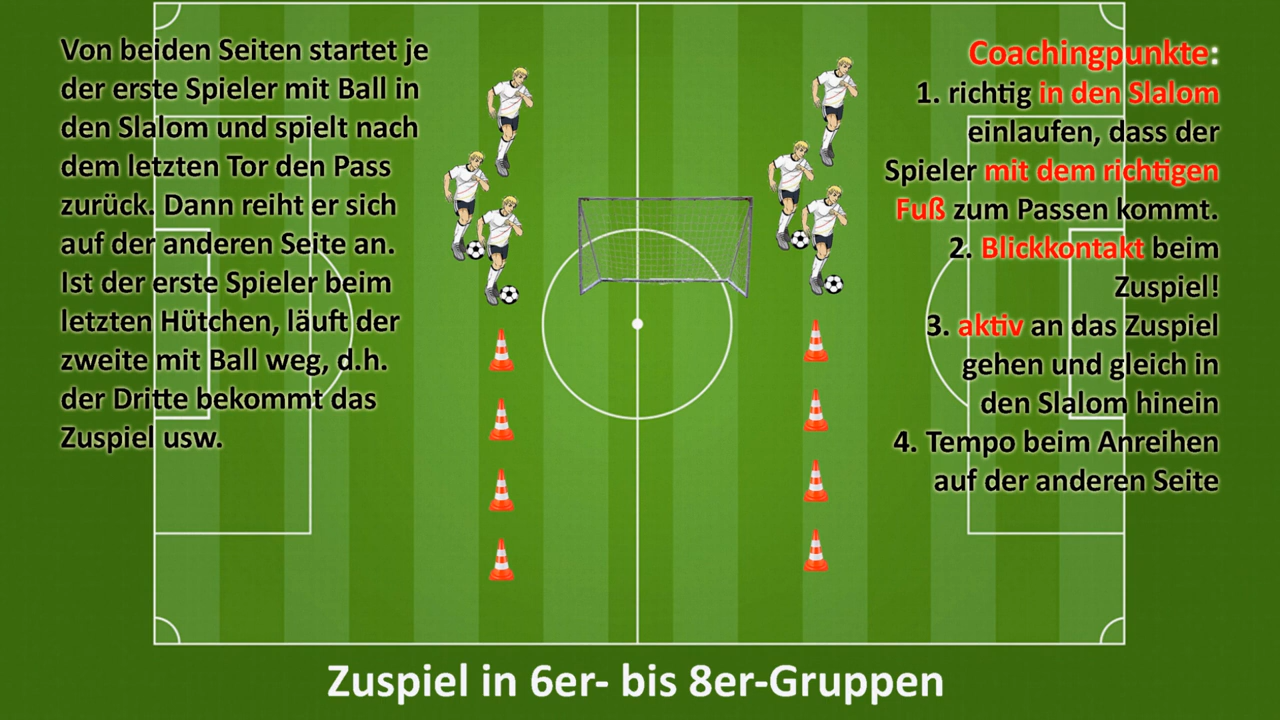 Von beiden Seiten startet je
der erste Spieler mit Ball in
den Slalom und spielt nach
dem letzten Tor den Pass
zurück. Dann reiht er sich
auf der anderen Seite an.
Ist der erste Spieler beim
letzten Hütchen, läuft der
zweite mit Ball weg, d.h.
der Dritte bekommt das
Zuspiel usw.
Coachingpunkte:
1. richtig in den Slalom
einlaufen, dass der
Spieler mit dem richtigen
Fuß zum Passen kommt.
2. Blickkontakt beim
Zuspiel!
3. aktiv an das Zuspiel
gehen und gleich in
den Slalom hinein
4. Tempo beim Anreihen
auf der anderen Seite
Zuspiel in 6er- bis 8er-Gruppen